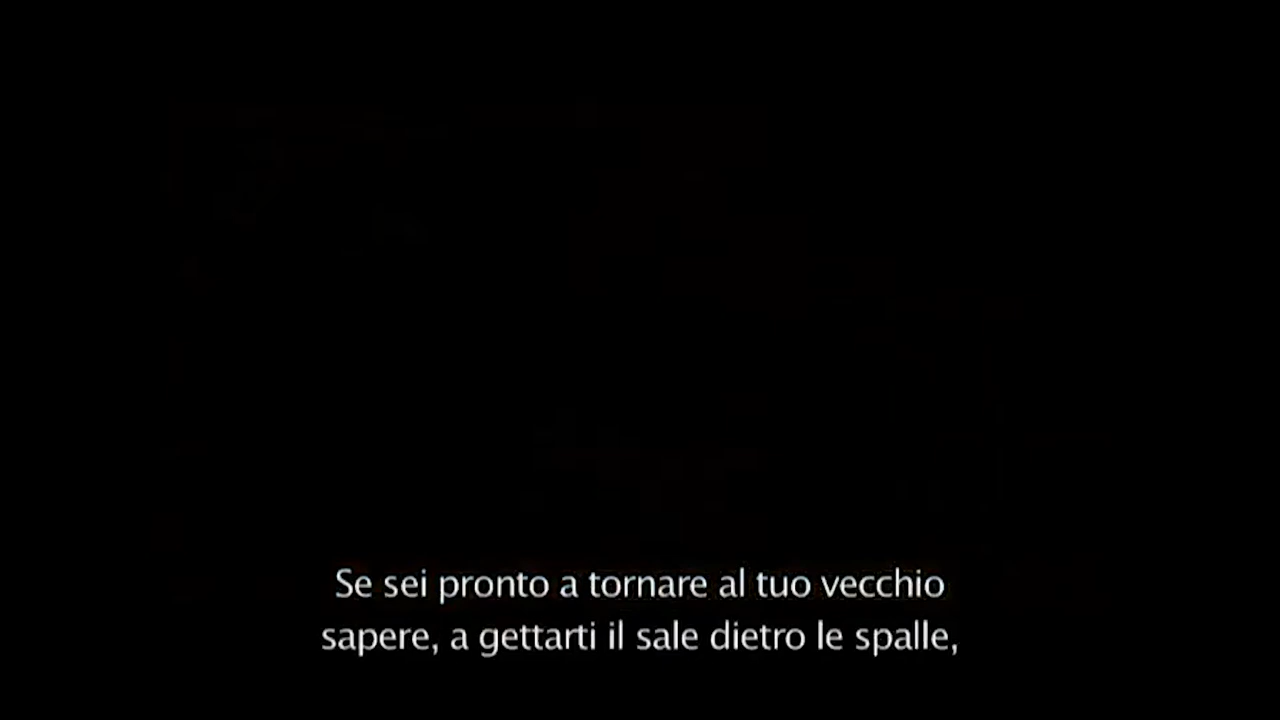 Se sei pronto a tornare al tuo vecchio
sapere, a gettarti il sale dietro le spalle,